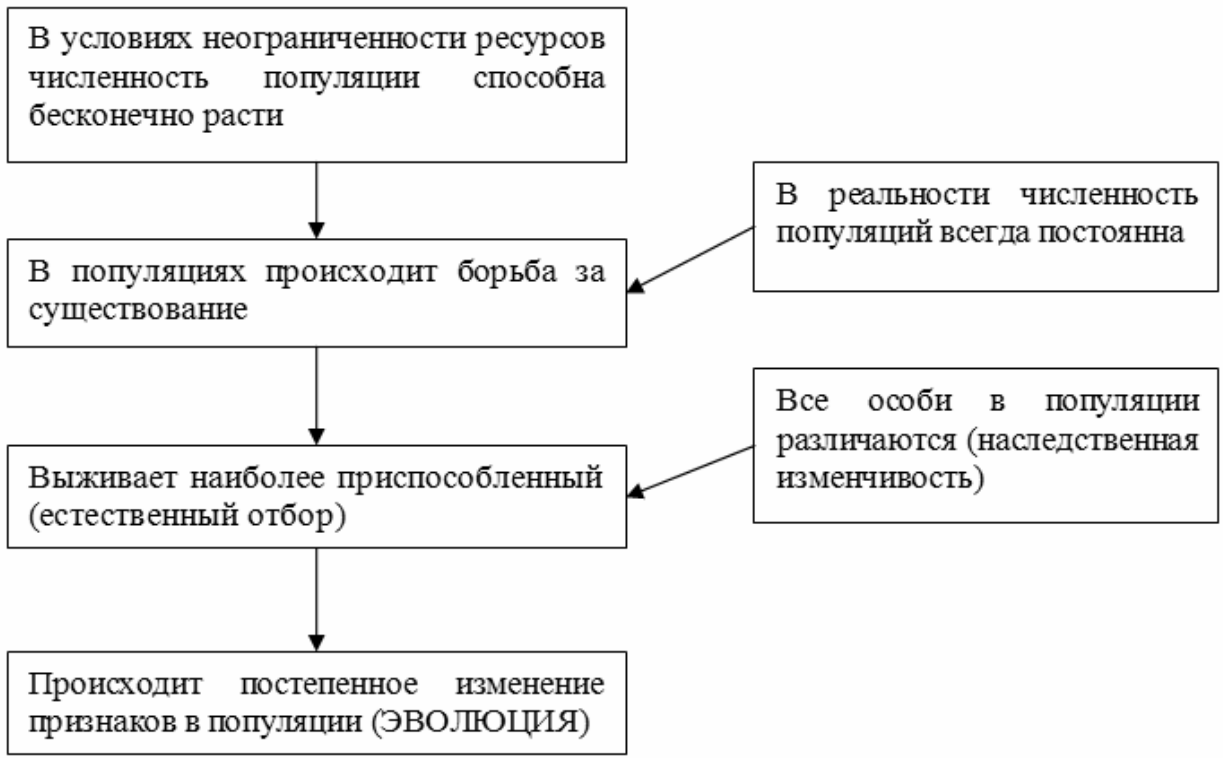 В условиях неограниченности ресурсов
численность популяции способна
бесконечно расти
В реальности численность
популяций всегда постоянна
В популяциях происходит борьба за
существование
Все особи в популяции
различаются (наследственная
изменчивость)
Выживает наиболее приспособленный
(естественный отбор)
Происходит постепенное изменение
признаков в популяции (ЭВОЛЮЦИЯ)